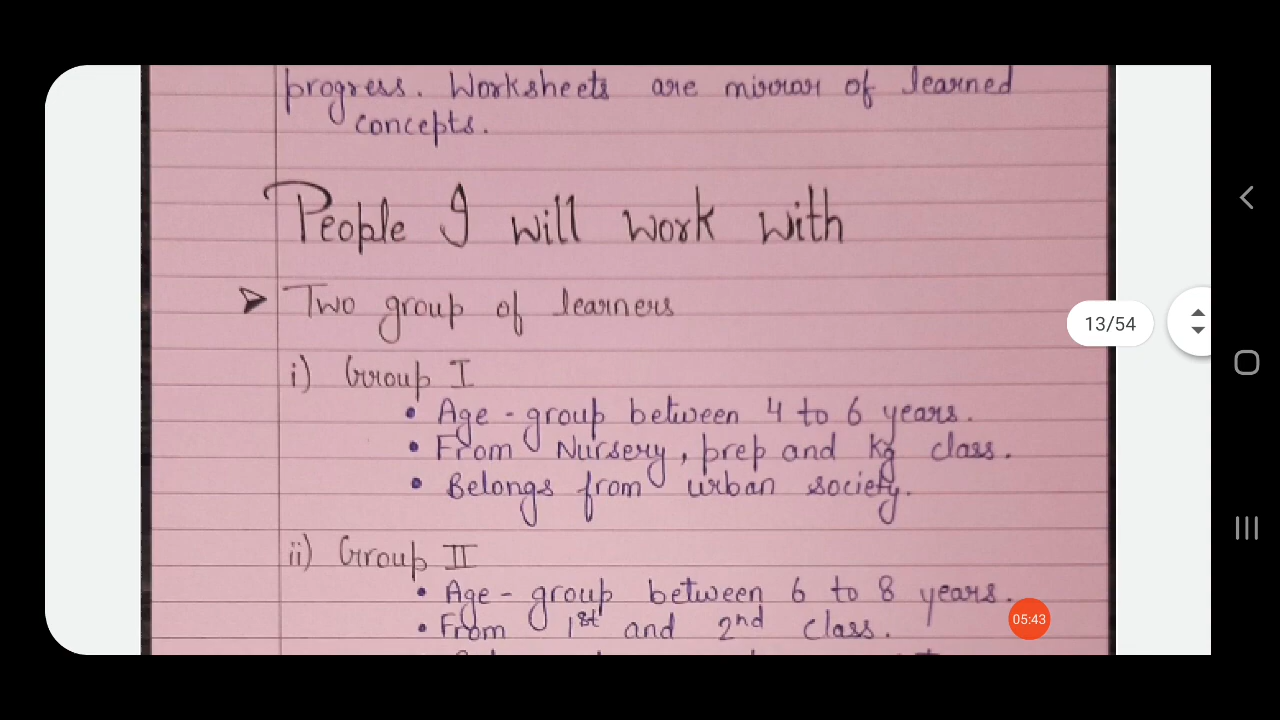 progress. Worksheets are mirror of learned
concepts.
People I will work with
➤ Two group of learners
i) Group I
• Age - group between 4 to 6 years.
• From Nursery, prep and kg class.
• Belongs from urban society.
13/54
ii) Group II
• Age - group between 6 to 8 years.
• From 1st and 2nd class.
05:43